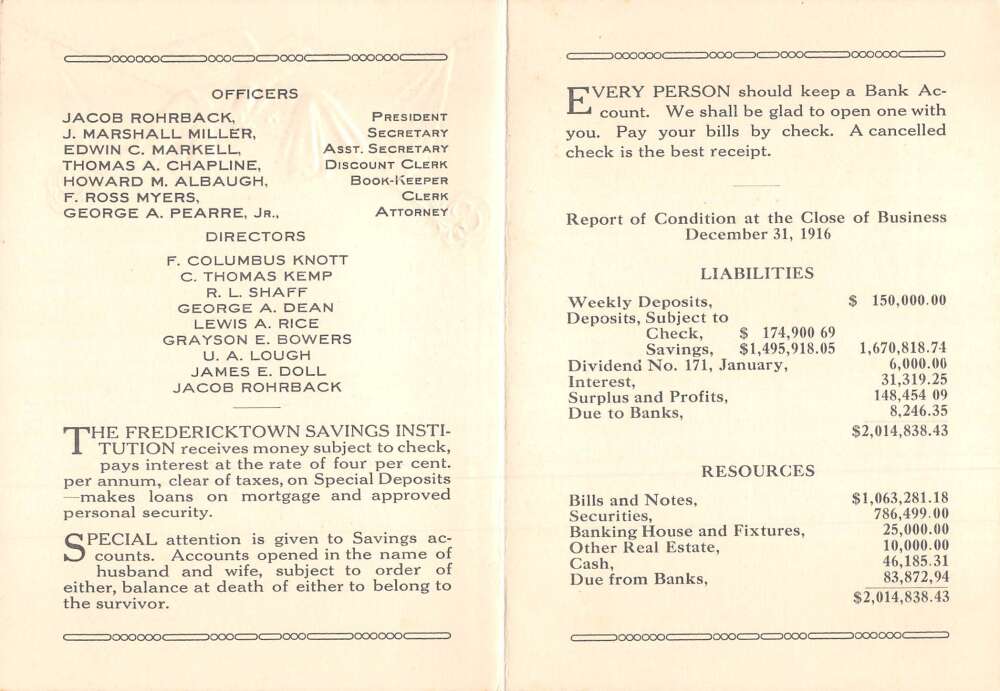 OFFICERS
JACOB ROHRBACK, PRESIDENT
J. MARSHALL MILLER, SECRETARY
EDWIN C. MARKELL, ASST. SECRETARY
THOMAS A. CHAPLINE, DISCOUNT CLERK
HOWARD M. ALBAUGH, BOOK-KEEPER
F. ROSS MYERS, CLERK
GEORGE A. PEARRE, JR., ATTORNEY
DIRECTORS
F. COLUMBUS KNOTT
C. THOMAS KEMP
R. L. SHAFF
GEORGE A. DEAN
LEWIS A. RICE
GRAYSON E. BOWERS
U. A. LOUGH
JAMES E. DOLL
JACOB ROHRBACK
THE FREDERICKTOWN SAVINGS INSTI-
TUTION receives money subject to check,
pays interest at the rate of four per cent.
per annum, clear of taxes, on Special Deposits
—makes loans on mortgage and approved
personal security.
SPECIAL attention is given to Savings ac-
counts. Accounts opened in the name of
husband and wife, subject to order of
either, balance at death of either to belong to
the survivor.
EVERY PERSON should keep a Bank Ac-
count. We shall be glad to open one with
you. Pay your bills by check. A cancelled
check is the best receipt.
Report of Condition at the Close of Business
December 31, 1916
LIABILITIES
Weekly Deposits, $ 150,000.00
Deposits, Subject to
Check, $ 174,900 69
Savings, $1,495,918.05 1,670,818.74
Dividend No. 171, January, 6,000.00
Interest, 31,319.25
Surplus and Profits, 148,454 09
Due to Banks, 8,246.35
$2,014,838.43
RESOURCES
Bills and Notes, $1,063,281.18
Securities, 786,499.00
Banking House and Fixtures, 25,000.00
Other Real Estate, 10,000.00
Cash, 46,185.31
Due from Banks, 83,872,94
$2,014,838.43